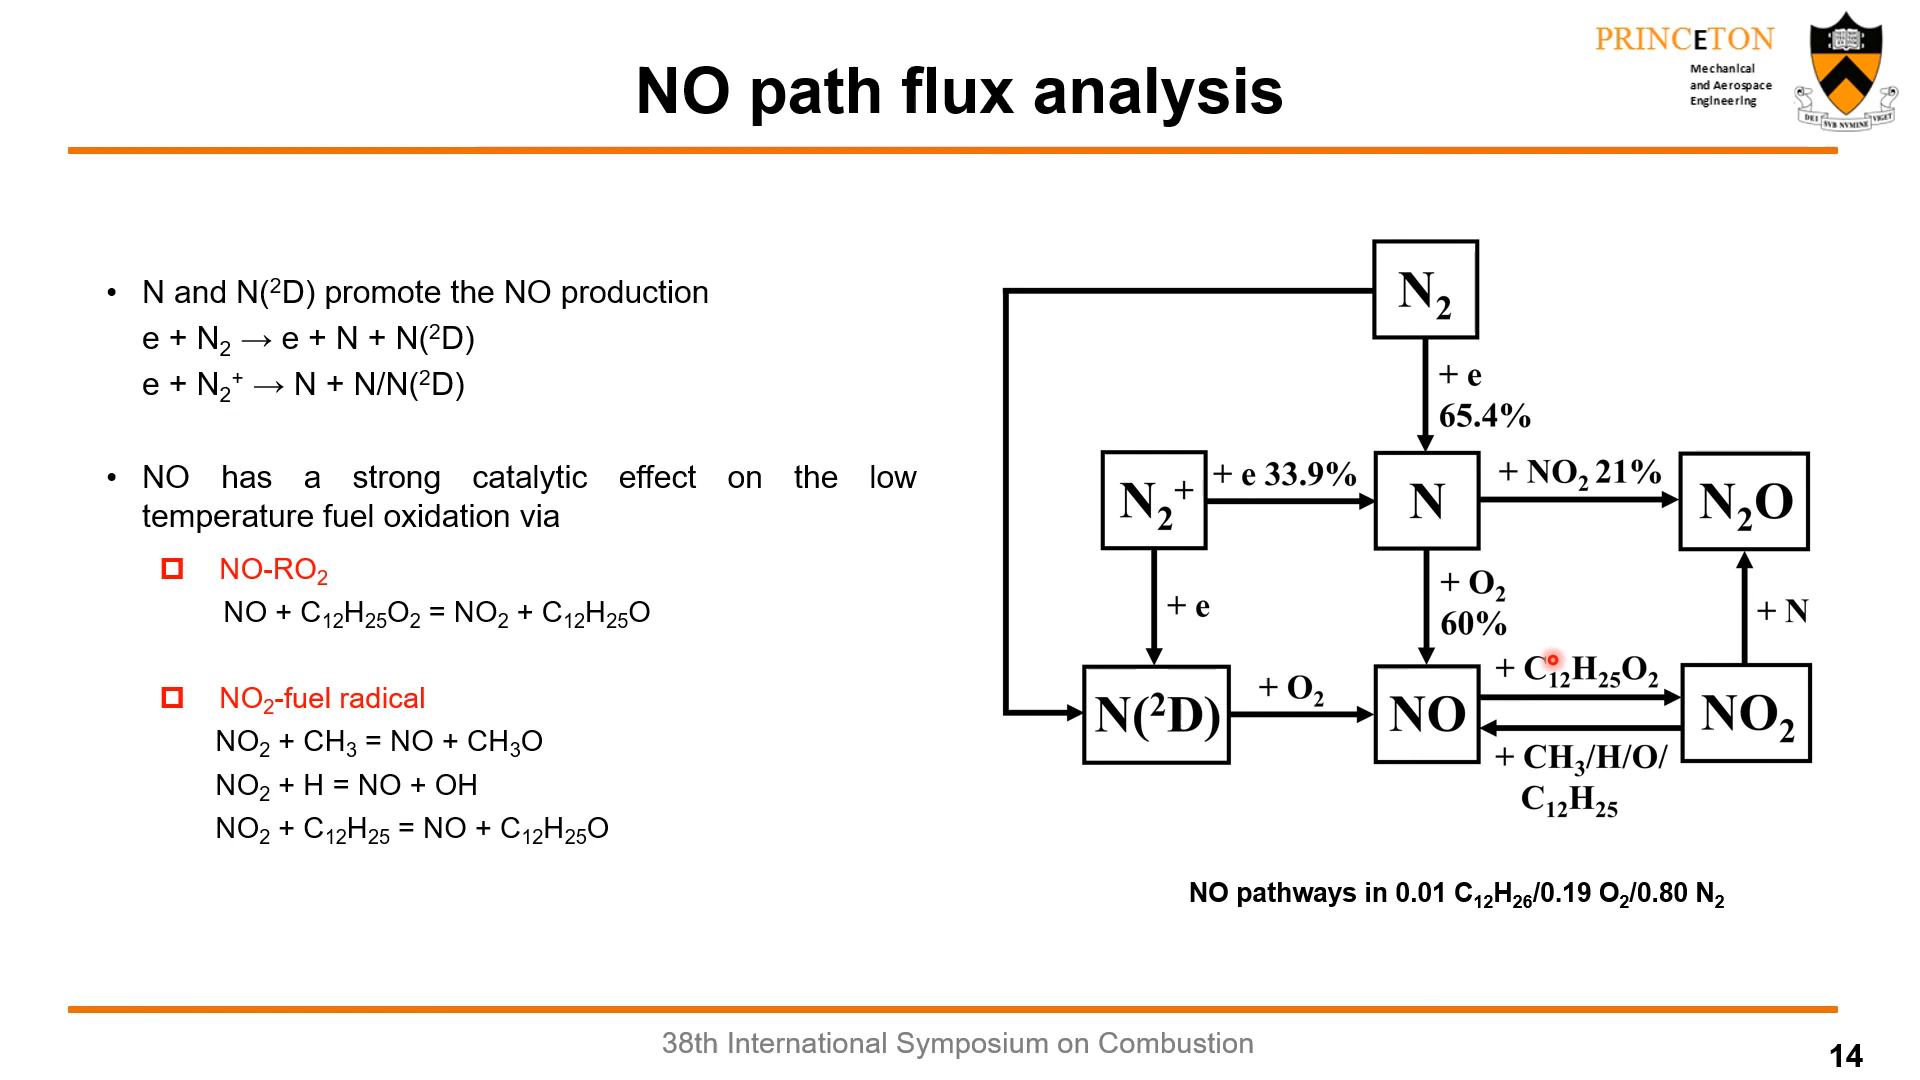 PRINCETON
Mechanical
and Aerospace
Engineering
DEI SVB NVMINE VIGET
NO path flux analysis
• N and N(²D) promote the NO production
e + N₂ → e + N + N(²D)
e + N₂⁺ → N + N/N(²D)
• NO has a strong catalytic effect on the low
temperature fuel oxidation via
NO-RO₂
NO + C₁₂H₂₅O₂ = NO₂ + C₁₂H₂₅O
NO₂-fuel radical
NO₂ + CH₃ = NO + CH₃O
NO₂ + H = NO + OH
NO₂ + C₁₂H₂₅ = NO + C₁₂H₂₅O
N₂
+ e
65.4%
N₂⁺
+ e 33.9%
N
+ NO₂ 21%
N₂O
+ e
+ O₂
60%
+ N
N(²D)
+ O₂
NO
+ C₁₂H₂₅O₂
NO₂
+ CH₃/H/O/
C₁₂H₂₅
NO pathways in 0.01 C₁₂H₂₆/0.19 O₂/0.80 N₂
38th International Symposium on Combustion
14